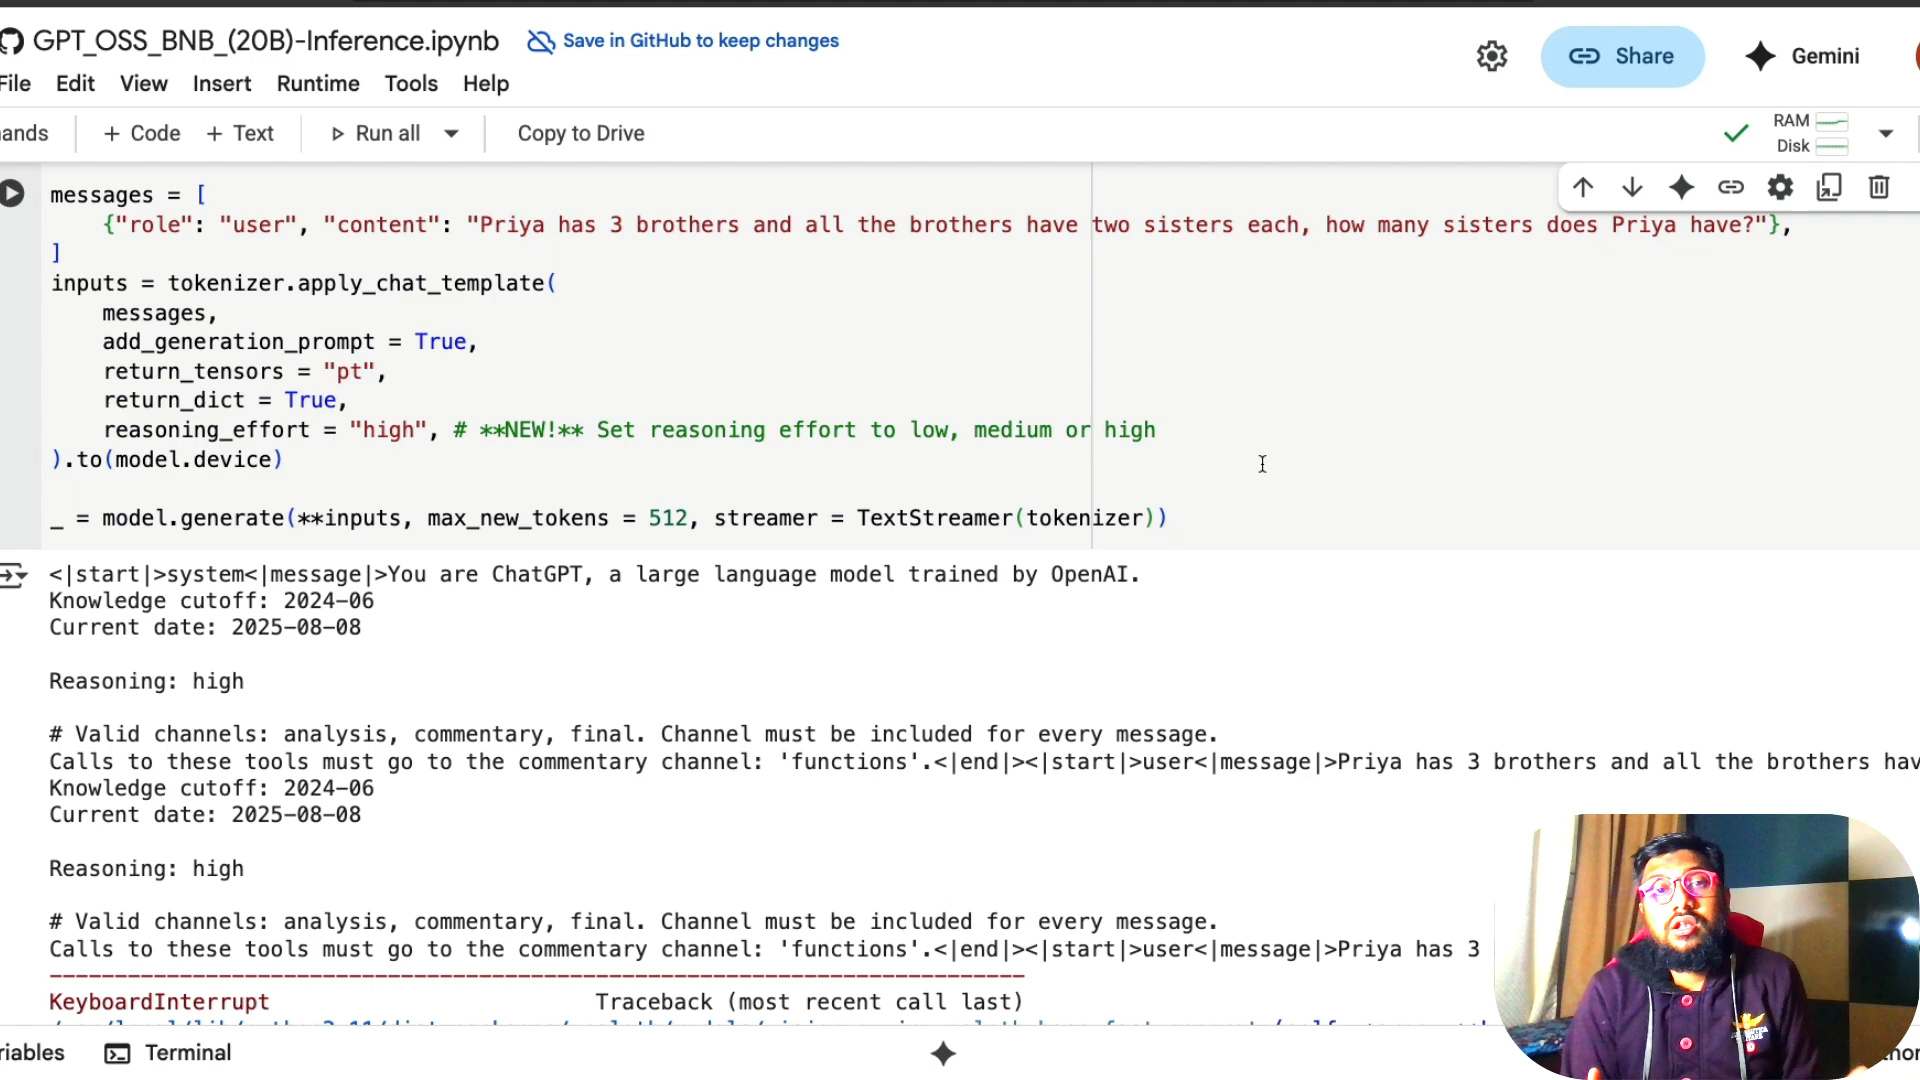 GPT_OSS_BNB_(20B)-Inference.ipynb Save in GitHub to keep changes
Share Gemini
File Edit View Insert Runtime Tools Help
ands + Code + Text Run all Copy to Drive
RAM
Disk
messages = [
{"role": "user", "content": "Priya has 3 brothers and all the brothers have two sisters each, how many sisters does Priya have?"},
]
inputs = tokenizer.apply_chat_template(
messages,
add_generation_prompt = True,
return_tensors = "pt",
return_dict = True,
reasoning_effort = "high", # **NEW!** Set reasoning effort to low, medium or high
).to(model.device)
_ = model.generate(**inputs, max_new_tokens = 512, streamer = TextStreamer(tokenizer))
<|start|>system<|message|>You are ChatGPT, a large language model trained by OpenAI.
Knowledge cutoff: 2024-06
Current date: 2025-08-08
Reasoning: high
# Valid channels: analysis, commentary, final. Channel must be included for every message.
Calls to these tools must go to the commentary channel: 'functions'.<|end|><|start|>user<|message|>Priya has 3 brothers and all the brothers hav
Knowledge cutoff: 2024-06
Current date: 2025-08-08
Reasoning: high
# Valid channels: analysis, commentary, final. Channel must be included for every message.
Calls to these tools must go to the commentary channel: 'functions'.<|end|><|start|>user<|message|>Priya has 3
---------------------------------------------------------------------------
KeyboardInterrupt Traceback (most recent call last)
riables Terminal